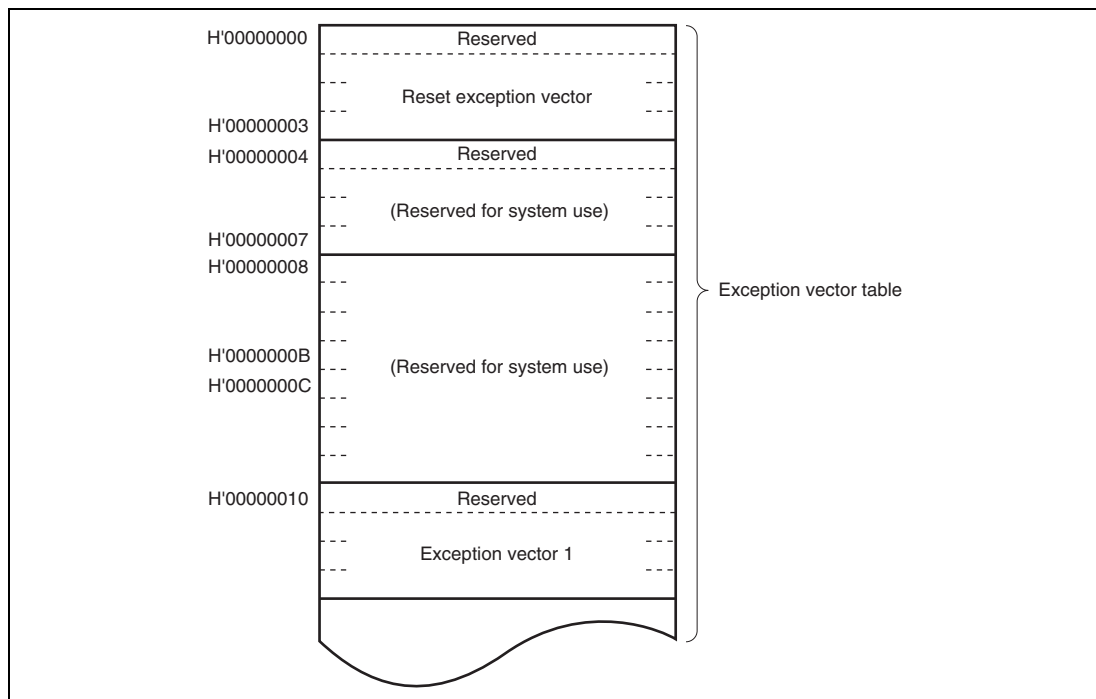 H'00000000 Reserved
Reset exception vector
H'00000003
H'00000004 Reserved
(Reserved for system use)
H'00000007
H'00000008
Exception vector table
H'0000000B
(Reserved for system use)
H'0000000C
H'00000010 Reserved
Exception vector 1